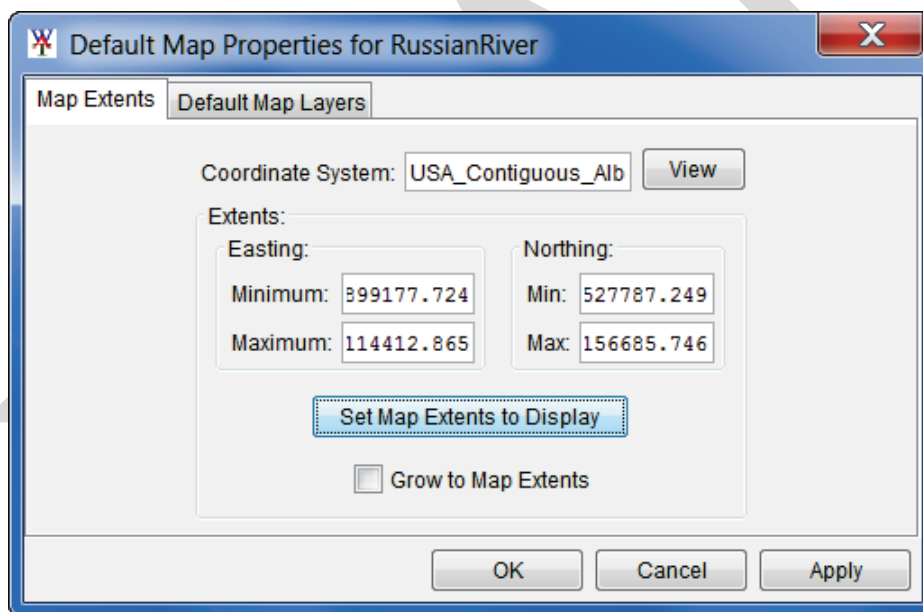 Default Map Properties for RussianRiver
Map Extents
Default Map Layers
Coordinate System: USA_Contiguous_Alb View
Extents:
Easting:
Minimum: 899177.724
Maximum: 114412.865
Northing:
Min: 527787.249
Max: 156685.746
Set Map Extents to Display
Grow to Map Extents
OK Cancel Apply